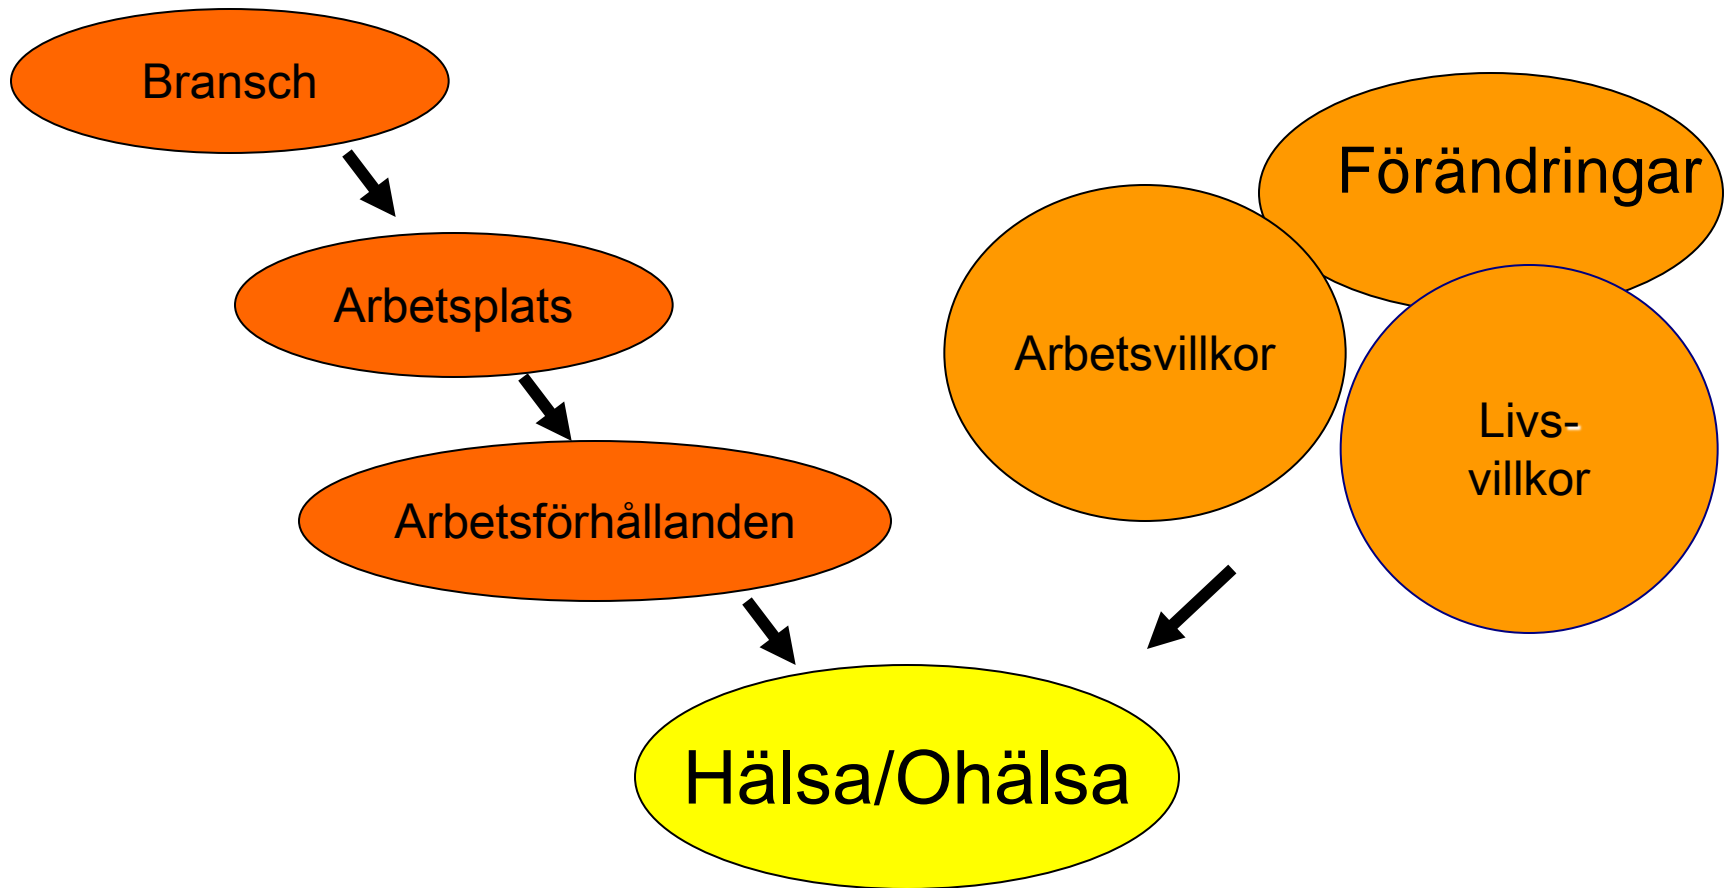 Bransch
Förändringar
Arbetsplats
Arbetsvillkor
Livs-
villkor
Arbetsförhållanden
Hälsa/Ohälsa